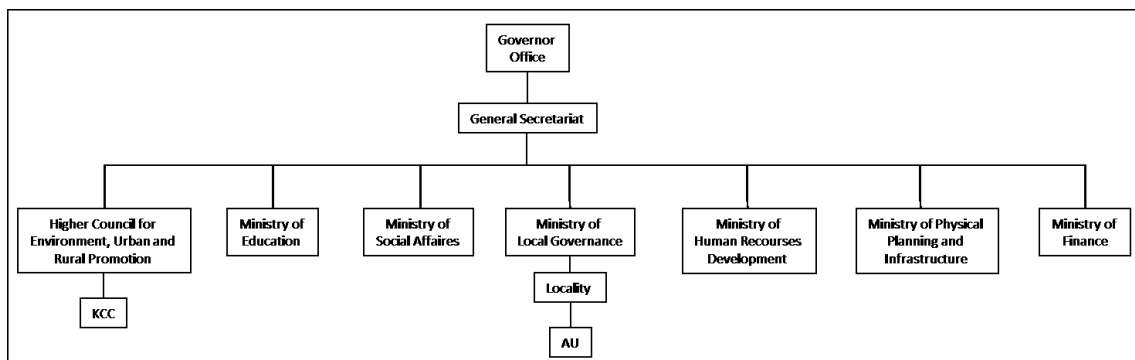 Governor
Office
General Secretariat
Higher Council for
Environment, Urban and
Rural Promotion
Ministry of
Education
Ministry of
Social Affaires
Ministry of
Local Governance
Ministry of
Human Recourses
Development
Ministry of Physical
Planning and
Infrastructure
Ministry of
Finance
KCC
Locality
AU